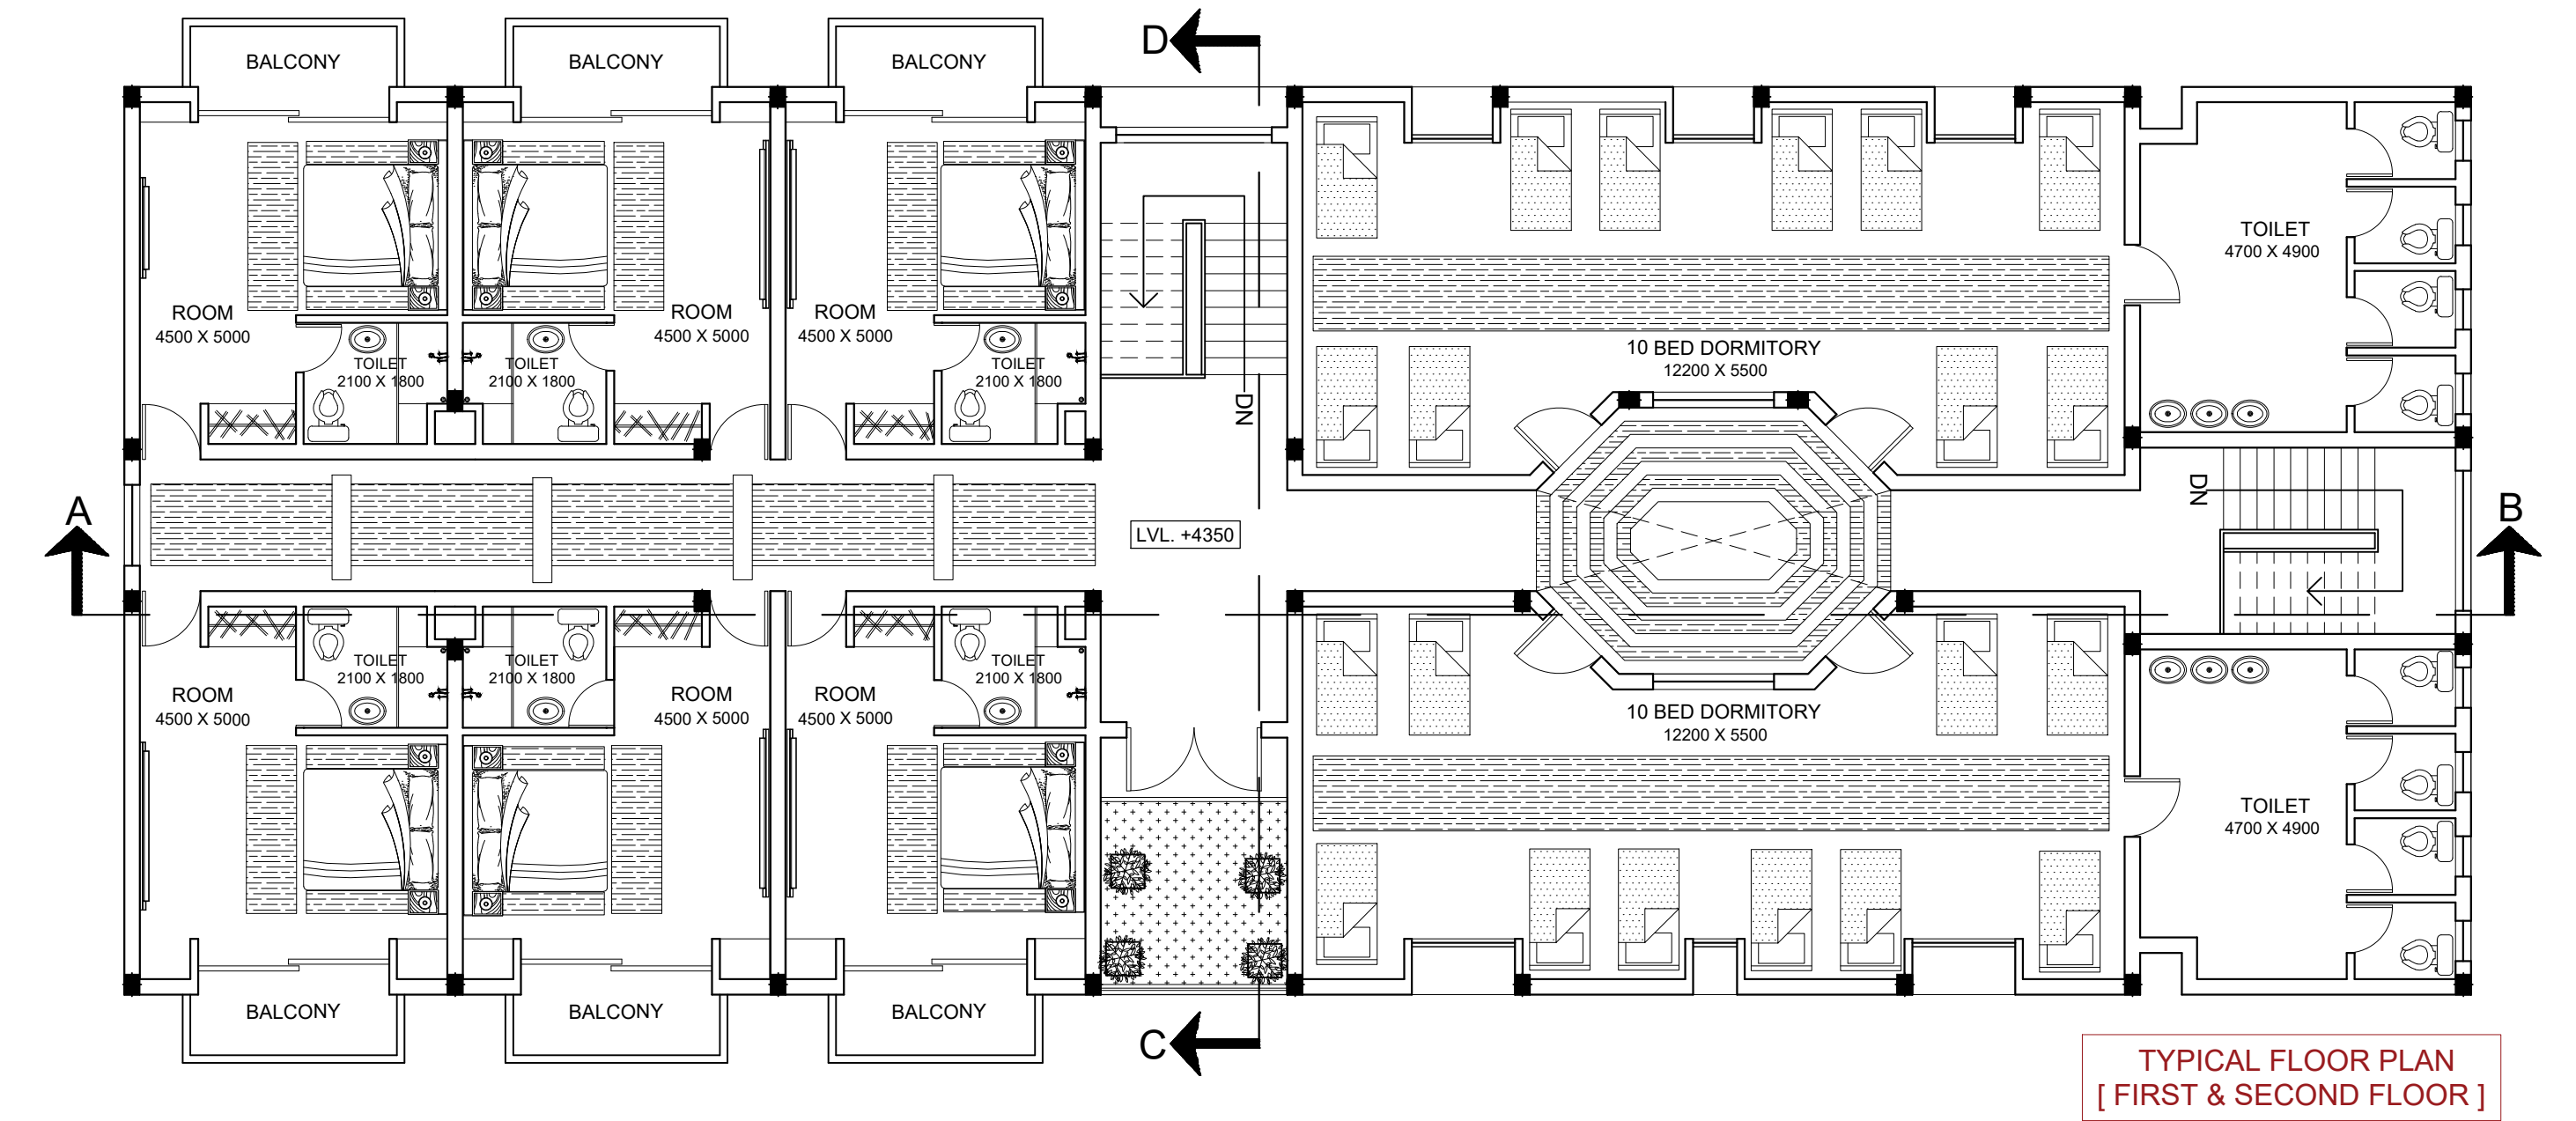 BALCONY
BALCONY
BALCONY
D
ROOM
4500 X 5000
TOILET
2100 X 1800
TOILET
2100 X 1800
ROOM
4500 X 5000
ROOM
4500 X 5000
TOILET
2100 X 1800
DN
10 BED DORMITORY
12200 X 5500
TOILET
4700 X 4900
A
LVL. +4350
DN
B
ROOM
4500 X 5000
TOILET
2100 X 1800
TOILET
2100 X 1800
ROOM
4500 X 5000
ROOM
4500 X 5000
TOILET
2100 X 1800
10 BED DORMITORY
12200 X 5500
TOILET
4700 X 4900
BALCONY
BALCONY
BALCONY
C
TYPICAL FLOOR PLAN
[ FIRST & SECOND FLOOR ]